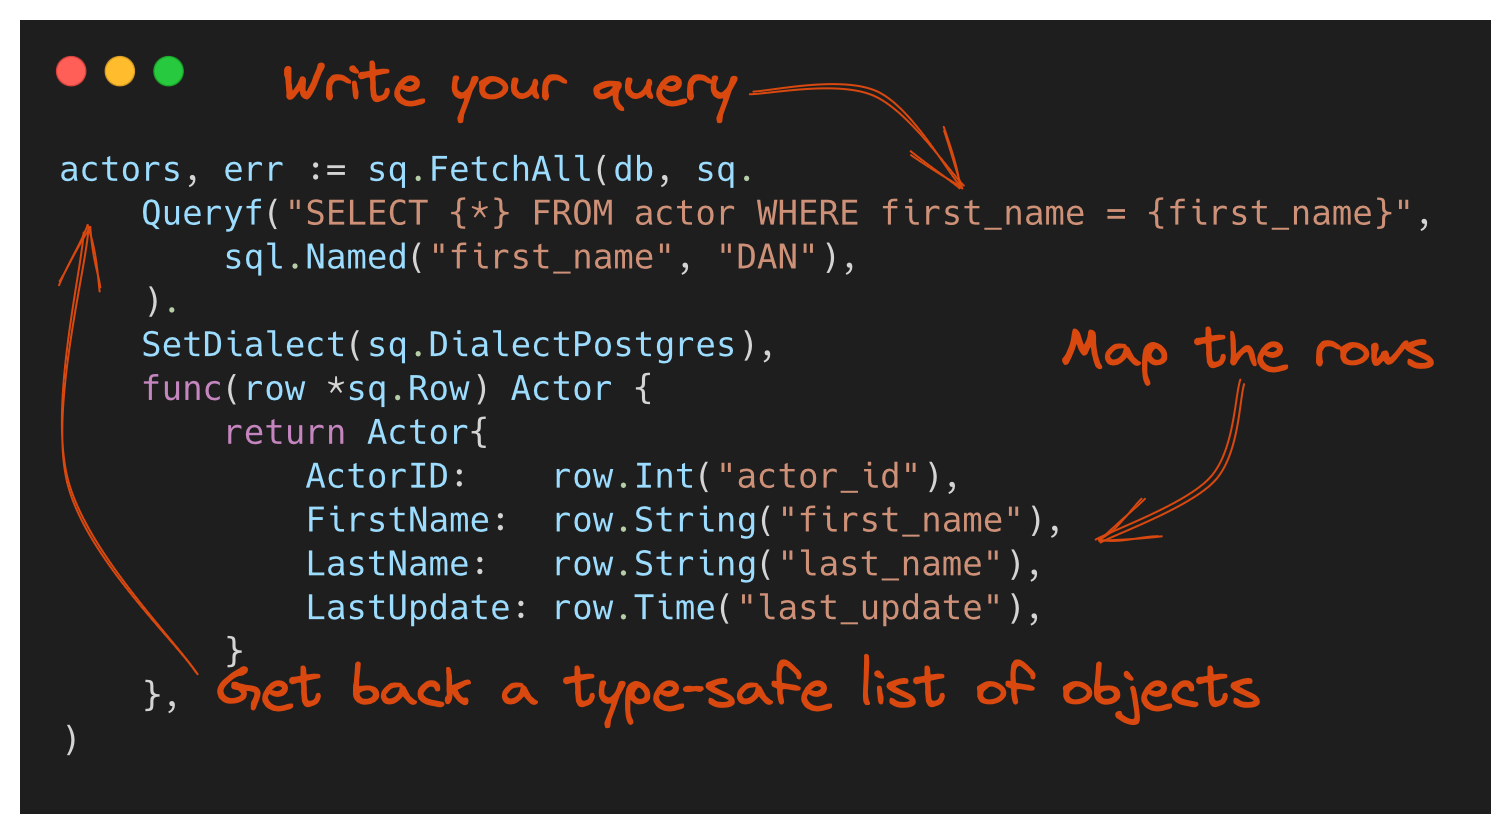 Write your query
actors, err := sq.FetchAll(db, sq.
    Queryf("SELECT {*} FROM actor WHERE first_name = {first_name}",
        sql.Named("first_name", "DAN"),
    ).
    SetDialect(sq.DialectPostgres),
Map the rows
    func(row *sq.Row) Actor {
        return Actor{
            ActorID:    row.Int("actor_id"),
            FirstName:  row.String("first_name"),
            LastName:   row.String("last_name"),
            LastUpdate: row.Time("last_update"),
        }
    },
Get back a type-safe list of objects
)